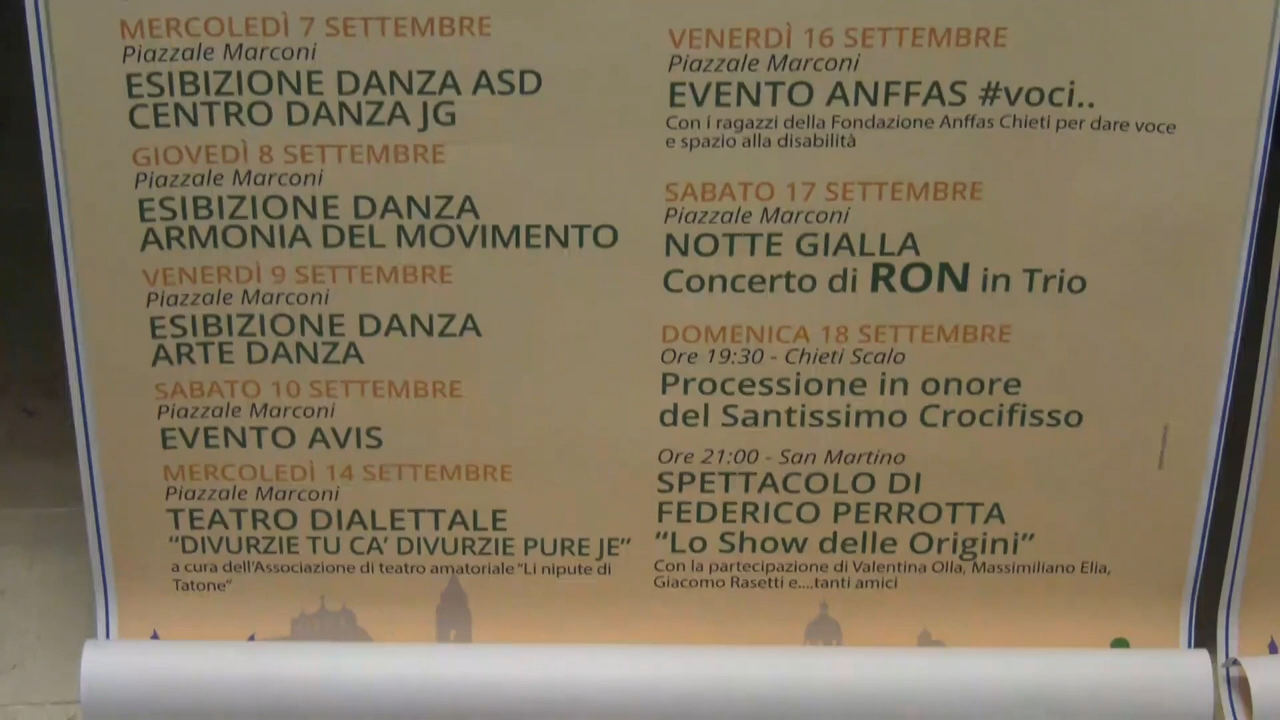 MERCOLEDÌ 7 SETTEMBRE
Piazzale Marconi
ESIBIZIONE DANZA ASD
CENTRO DANZA JG
GIOVEDÌ 8 SETTEMBRE
Piazzale Marconi
ESIBIZIONE DANZA
ARMONIA DEL MOVIMENTO
VENERDÌ 9 SETTEMBRE
Piazzale Marconi
ESIBIZIONE DANZA
ARTE DANZA
SABATO 10 SETTEMBRE
Piazzale Marconi
EVENTO AVIS
MERCOLEDÌ 14 SETTEMBRE
Piazzale Marconi
TEATRO DIALETTALE
“DIVURZIE TU CA’ DIVURZIE PURE JE”
a cura dell'Associazione di teatro amatoriale “Li nipute di
Tatone”
VENERDÌ 16 SETTEMBRE
Piazzale Marconi
EVENTO ANFFAS #voci..
Con i ragazzi della Fondazione Anffas Chieti per dare voce
e spazio alla disabilità
SABATO 17 SETTEMBRE
Piazzale Marconi
NOTTE GIALLA
Concerto di RON in Trio
DOMENICA 18 SETTEMBRE
Ore 19:30 - Chieti Scalo
Processione in onore
del Santissimo Crocifisso
Ore 21:00 - San Martino
SPETTACOLO DI
FEDERICO PERROTTA
“Lo Show delle Origini”
Con la partecipazione di Valentina Olla, Massimiliano Elia,
Giacomo Rasetti e....tanti amici